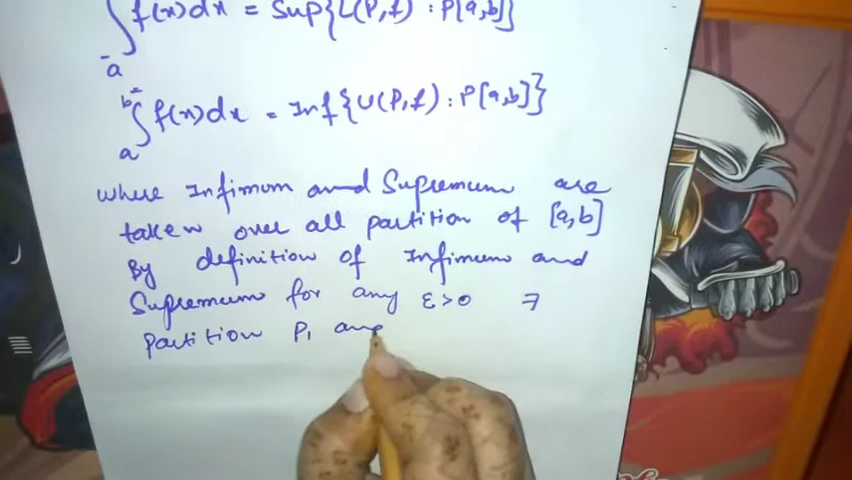 ∫f(x)dx = Sup{L(P,f) : P[a,b]}
a
b
∫f(x)dx = Inf{U(P,f) : P[a,b]}
a
where Infimum and Supremum are
taken over all partition of [a,b]
By definition of Infimum and
Supremum for any ε>0 ∃
Partition P₁ and